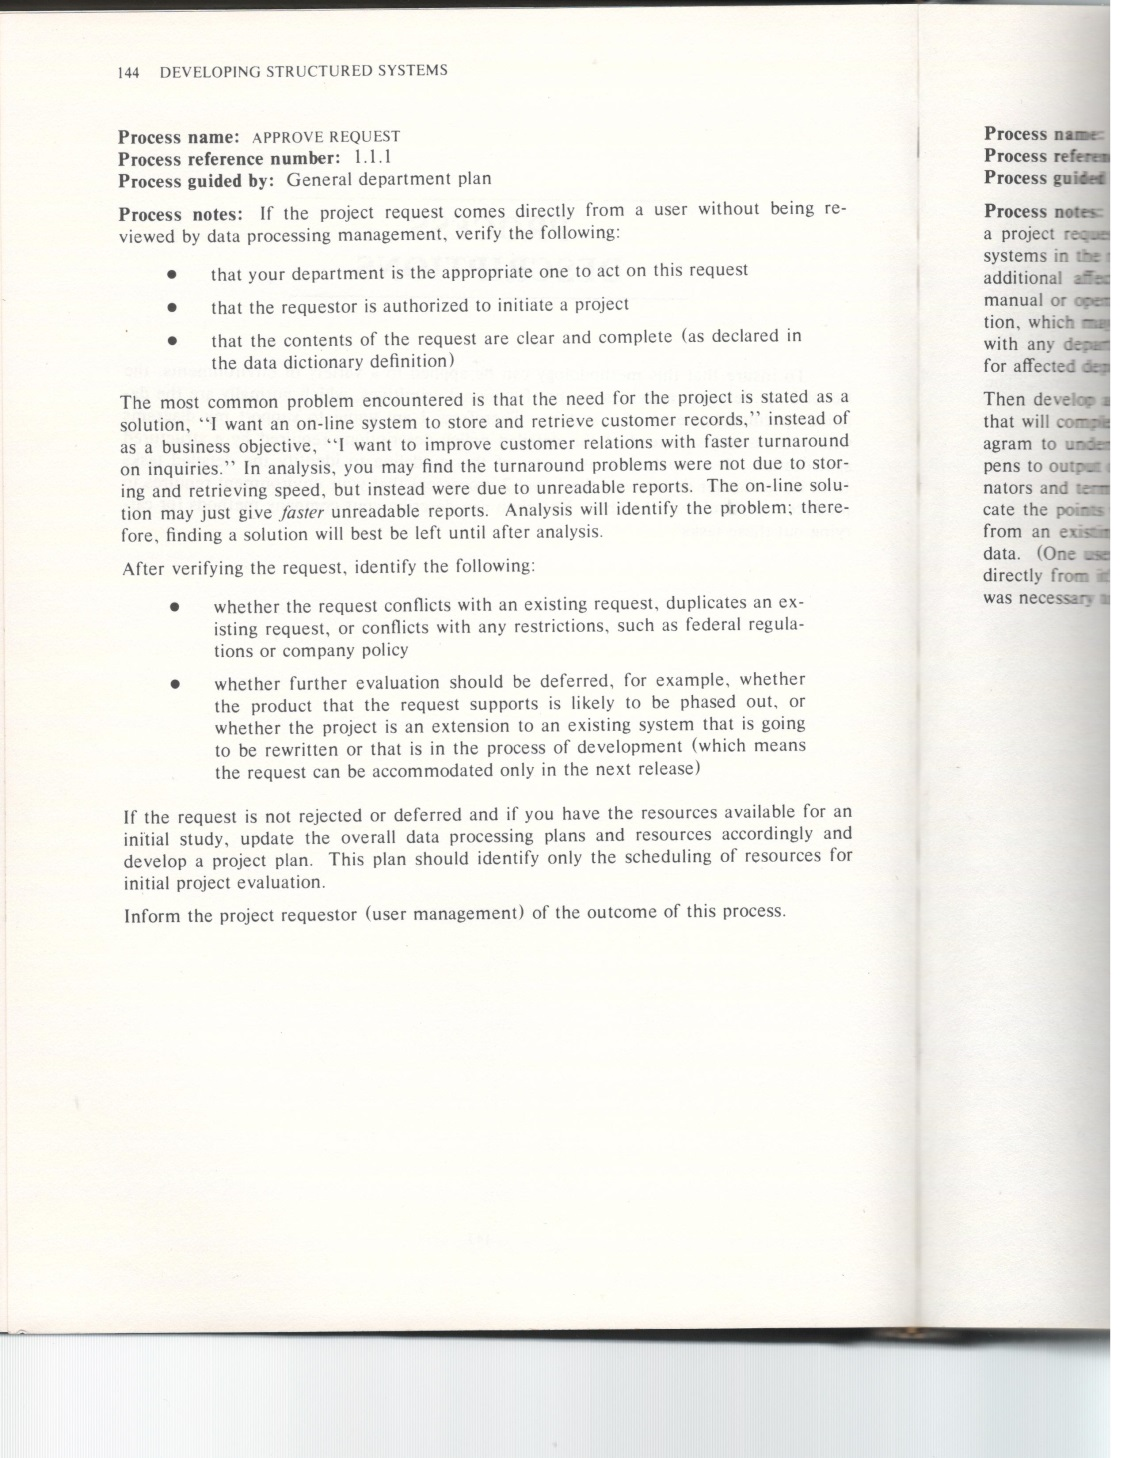 144 DEVELOPING STRUCTURED SYSTEMS
Process name: APPROVE REQUEST
Process reference number: 1.1.1
Process guided by: General department plan
Process notes: If the project request comes directly from a user without being re-
viewed by data processing management, verify the following:
● that your department is the appropriate one to act on this request
● that the requestor is authorized to initiate a project
● that the contents of the request are clear and complete (as declared in
the data dictionary definition)
The most common problem encountered is that the need for the project is stated as a
solution, “I want an on-line system to store and retrieve customer records,” instead of
as a business objective, “I want to improve customer relations with faster turnaround
on inquiries.” In analysis, you may find the turnaround problems were not due to stor-
ing and retrieving speed, but instead were due to unreadable reports. The on-line solu-
tion may just give faster unreadable reports. Analysis will identify the problem; there-
fore, finding a solution will best be left until after analysis.
After verifying the request, identify the following:
● whether the request conflicts with an existing request, duplicates an ex-
isting request, or conflicts with any restrictions, such as federal regula-
tions or company policy
● whether further evaluation should be deferred, for example, whether
the product that the request supports is likely to be phased out, or
whether the project is an extension to an existing system that is going
to be rewritten or that is in the process of development (which means
the request can be accommodated only in the next release)
If the request is not rejected or deferred and if you have the resources available for an
initial study, update the overall data processing plans and resources accordingly and
develop a project plan. This plan should identify only the scheduling of resources for
initial project evaluation.
Inform the project requestor (user management) of the outcome of this process.
Process name:
Process
Process guided
Process notes:
a project
systems in the
additional
manual or
tion, which
with any
for affected
Then develop
that will
agram to
pens to output
nators and
cate the points
from an
data. (One
directly from
was necessary